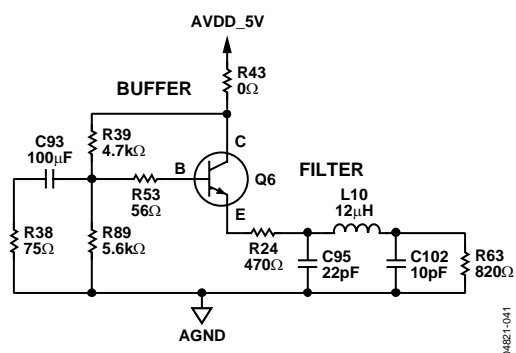 AVDD_5V
R43
0Ω
BUFFER
C93
100μF
R39
4.7kΩ
C
B
Q6
FILTER
R53
56Ω
E
L10
12μH
R38
75Ω
R89
5.6kΩ
R24
470Ω
C95
22pF
C102
10pF
R63
820Ω
AGND
04821-041